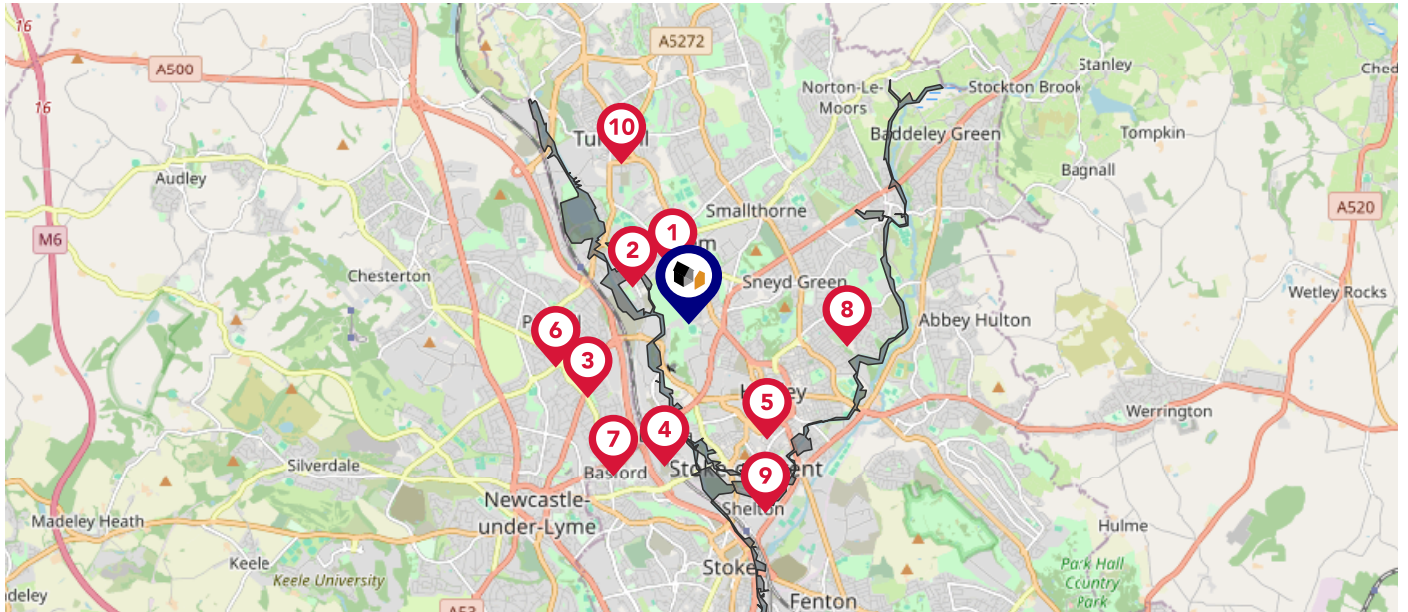 16
A5272
Stanley
A500
Norton-Le-
Moors
Stockton Brook
16
10
Baddeley Green
Tompkin
Audley
Bagnall
Smallthorne
A520
M6
1
2
Chesterton
Sneyd Green
Wetley Rocks
8
Abbey Hulton
6
3
5
Werrington
4
7
Basford
Silverdale
9
Newcastle-
under-Lyme
Shelton
Madeley Heath
Hulme
Keele
Stoke
Keele University
Park Hall
Country
Park
Fenton
A53